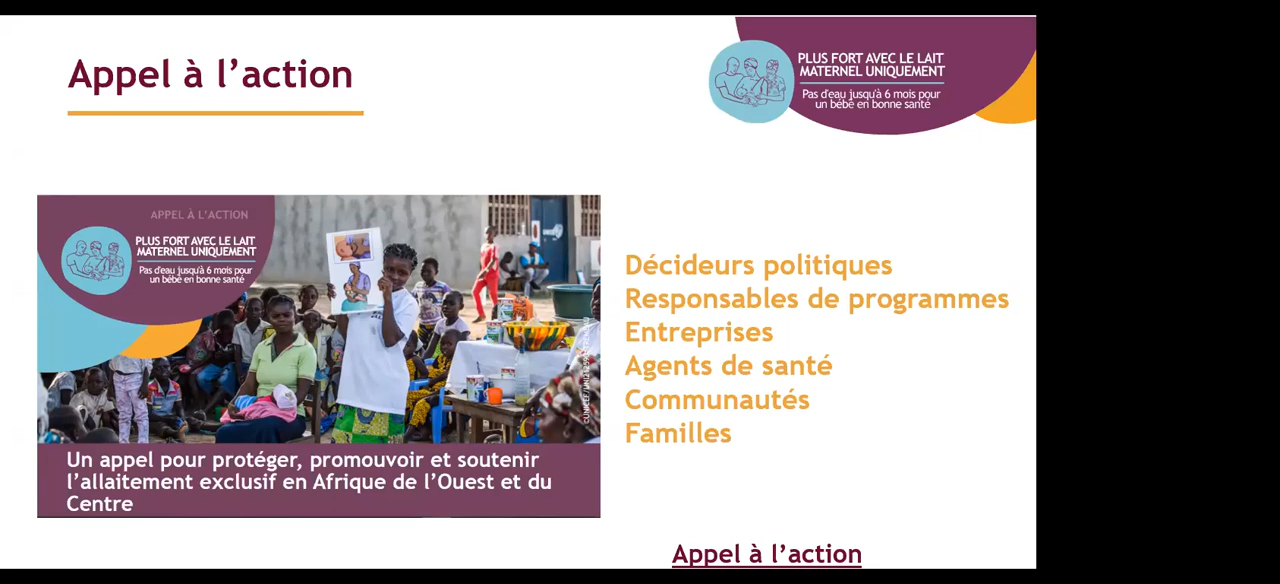 Appel à l’action
PLUS FORT AVEC LE LAIT
MATERNEL UNIQUEMENT
Pas d'eau jusqu'à 6 mois pour
un bébé en bonne santé
APPEL À L’ACTION
PLUS FORT AVEC LE LAIT
MATERNEL UNIQUEMENT
Pas d'eau jusqu'à 6 mois pour
un bébé en bonne santé
Un appel pour protéger, promouvoir et soutenir
l’allaitement exclusif en Afrique de l’Ouest et du
Centre
Décideurs politiques
Responsables de programmes
Entreprises
Agents de santé
Communautés
Familles
Appel à l’action